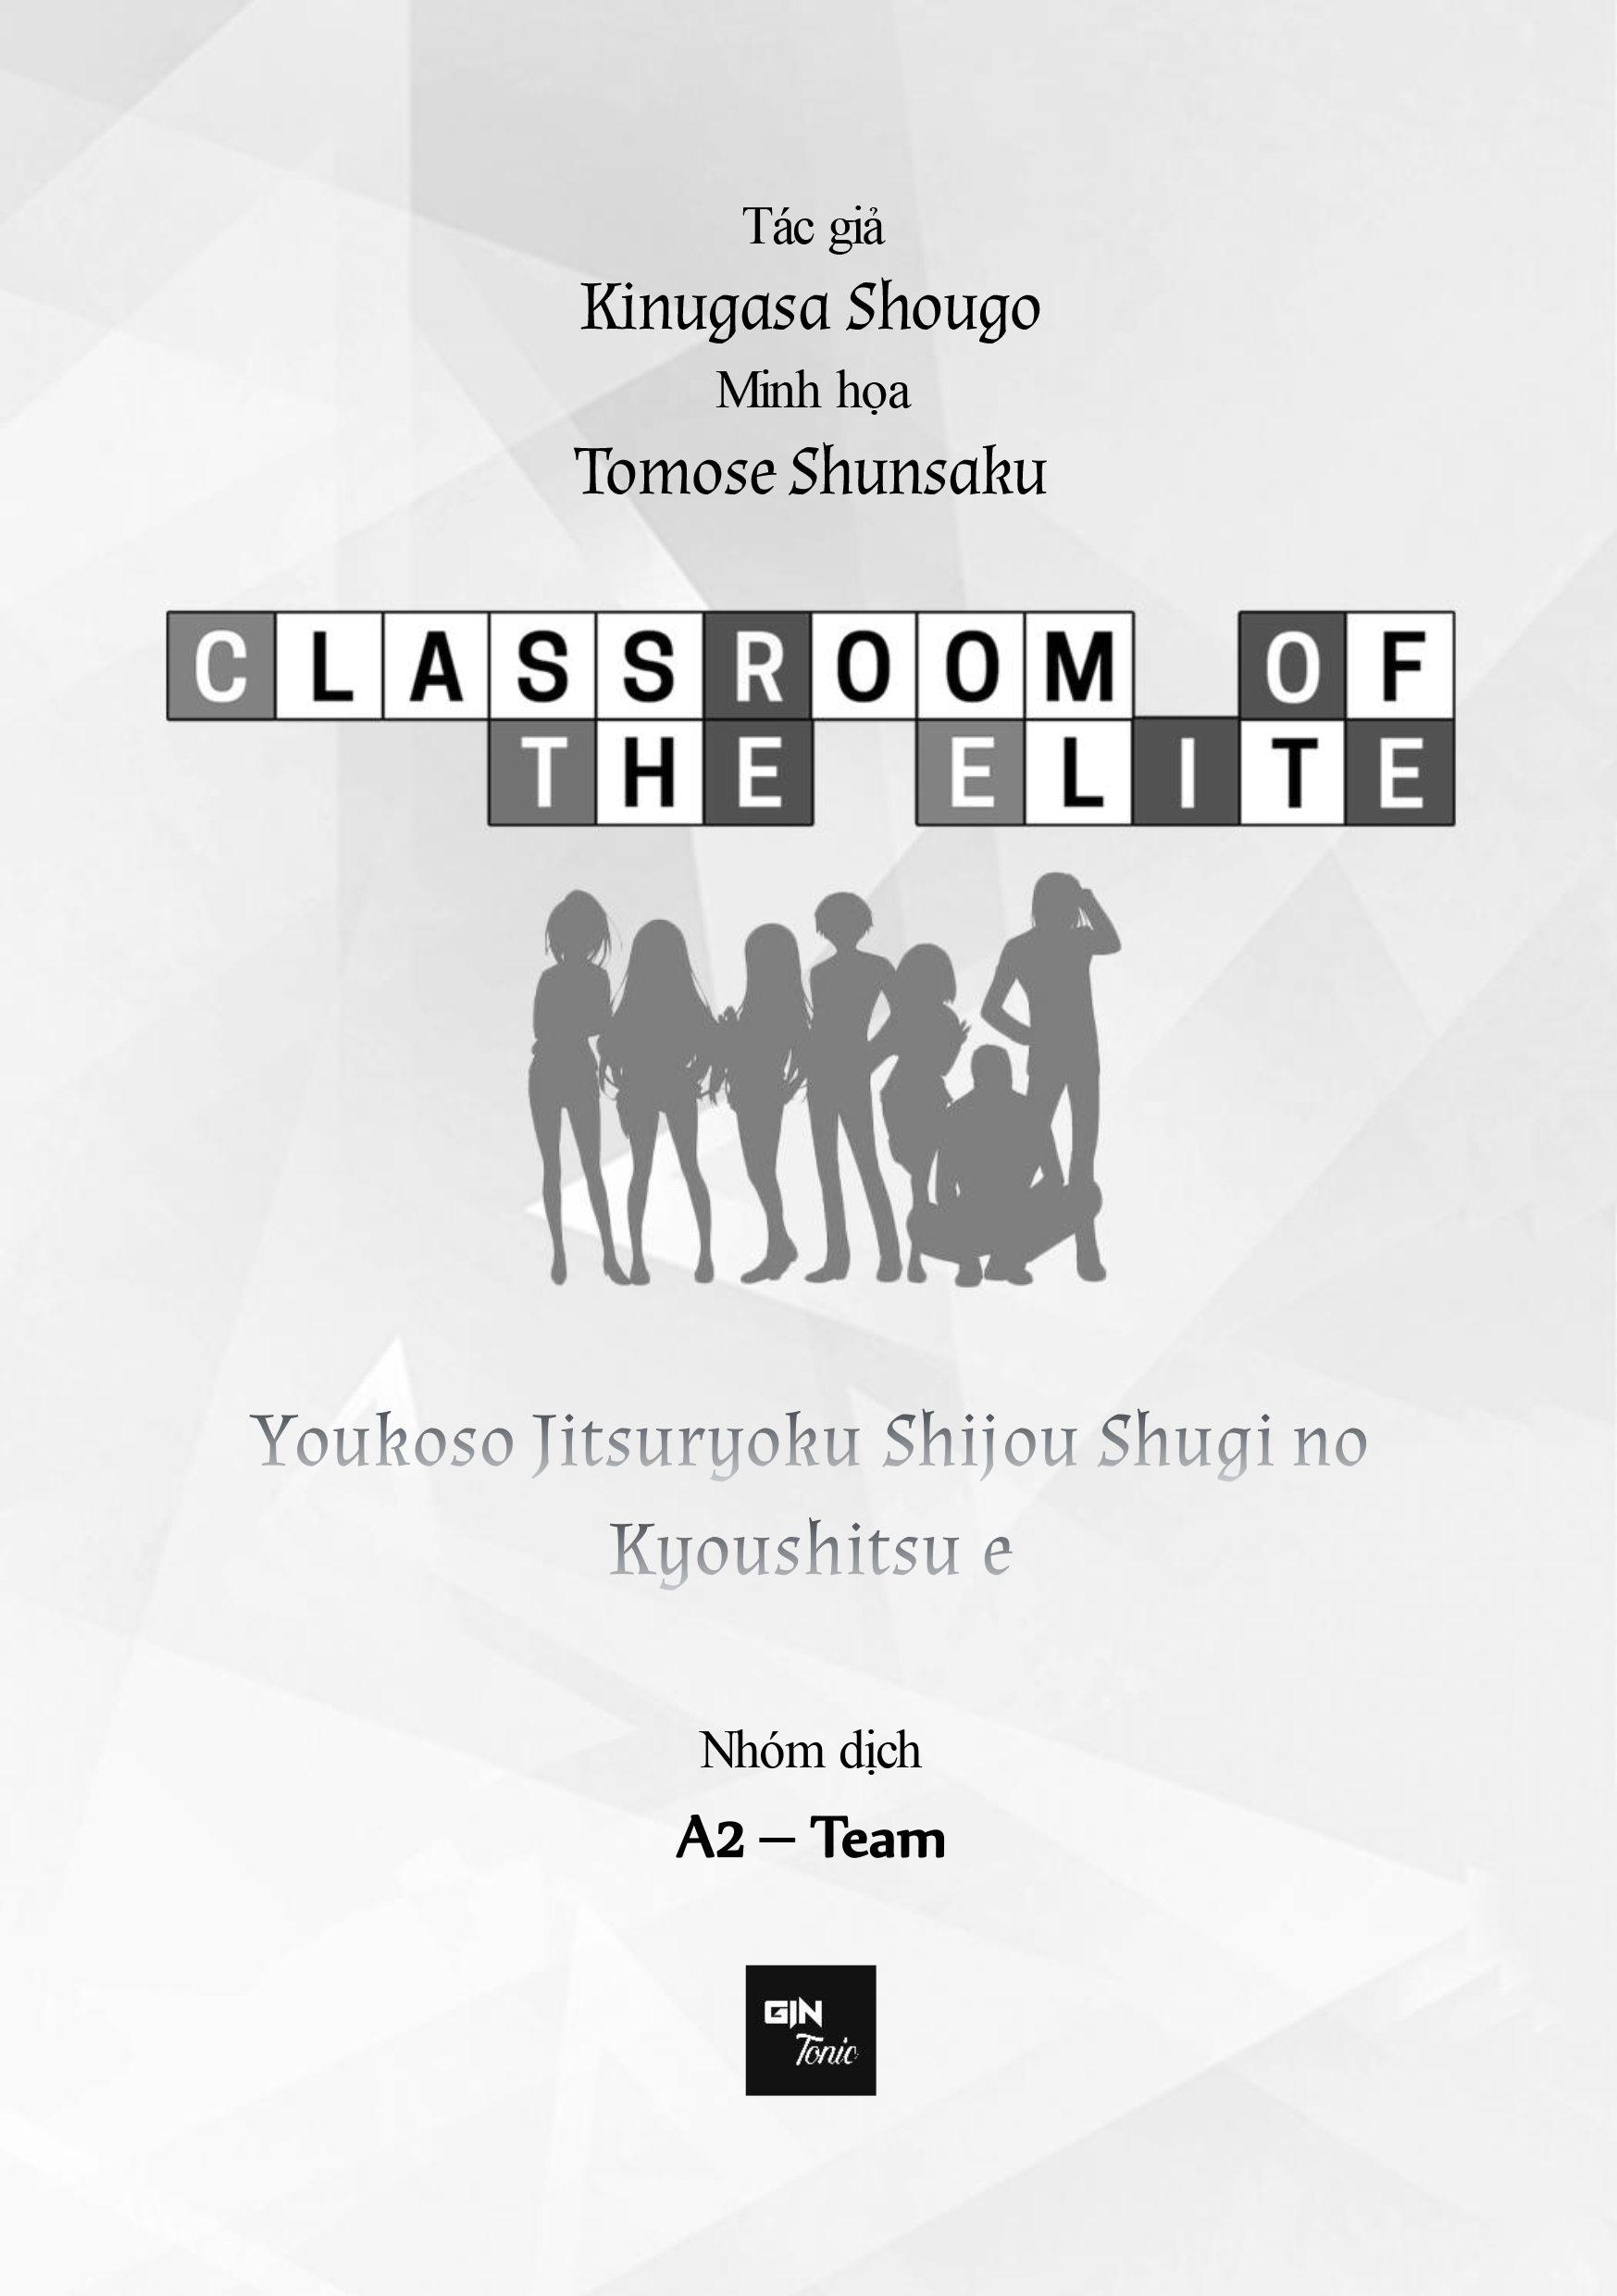 Tác giả
Kinugasa Shougo
Minh họa
Tomose Shunsaku
CLASSROOM OF
THE ELITE
Youkoso Jitsuryoku Shijou Shugi no
Kyoushitsu e
Nhóm dịch
A2 – Team
GIN
Tonic